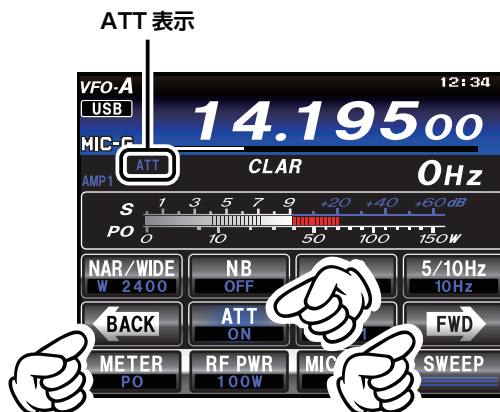 ATT 表示
VFO-A
12:34
USB
14.19500
MIC-G
ATT
CLAR
0Hz
AMP1
S 1 3 5 7 9 +20 +40 +60dB
PO 0 10 50 100 150W
NAR/WIDE NB 5/10Hz
W 2400 OFF 10Hz
BACK ATT FWD
ON
METER RF PWR MIC SWEEP
PO 100W